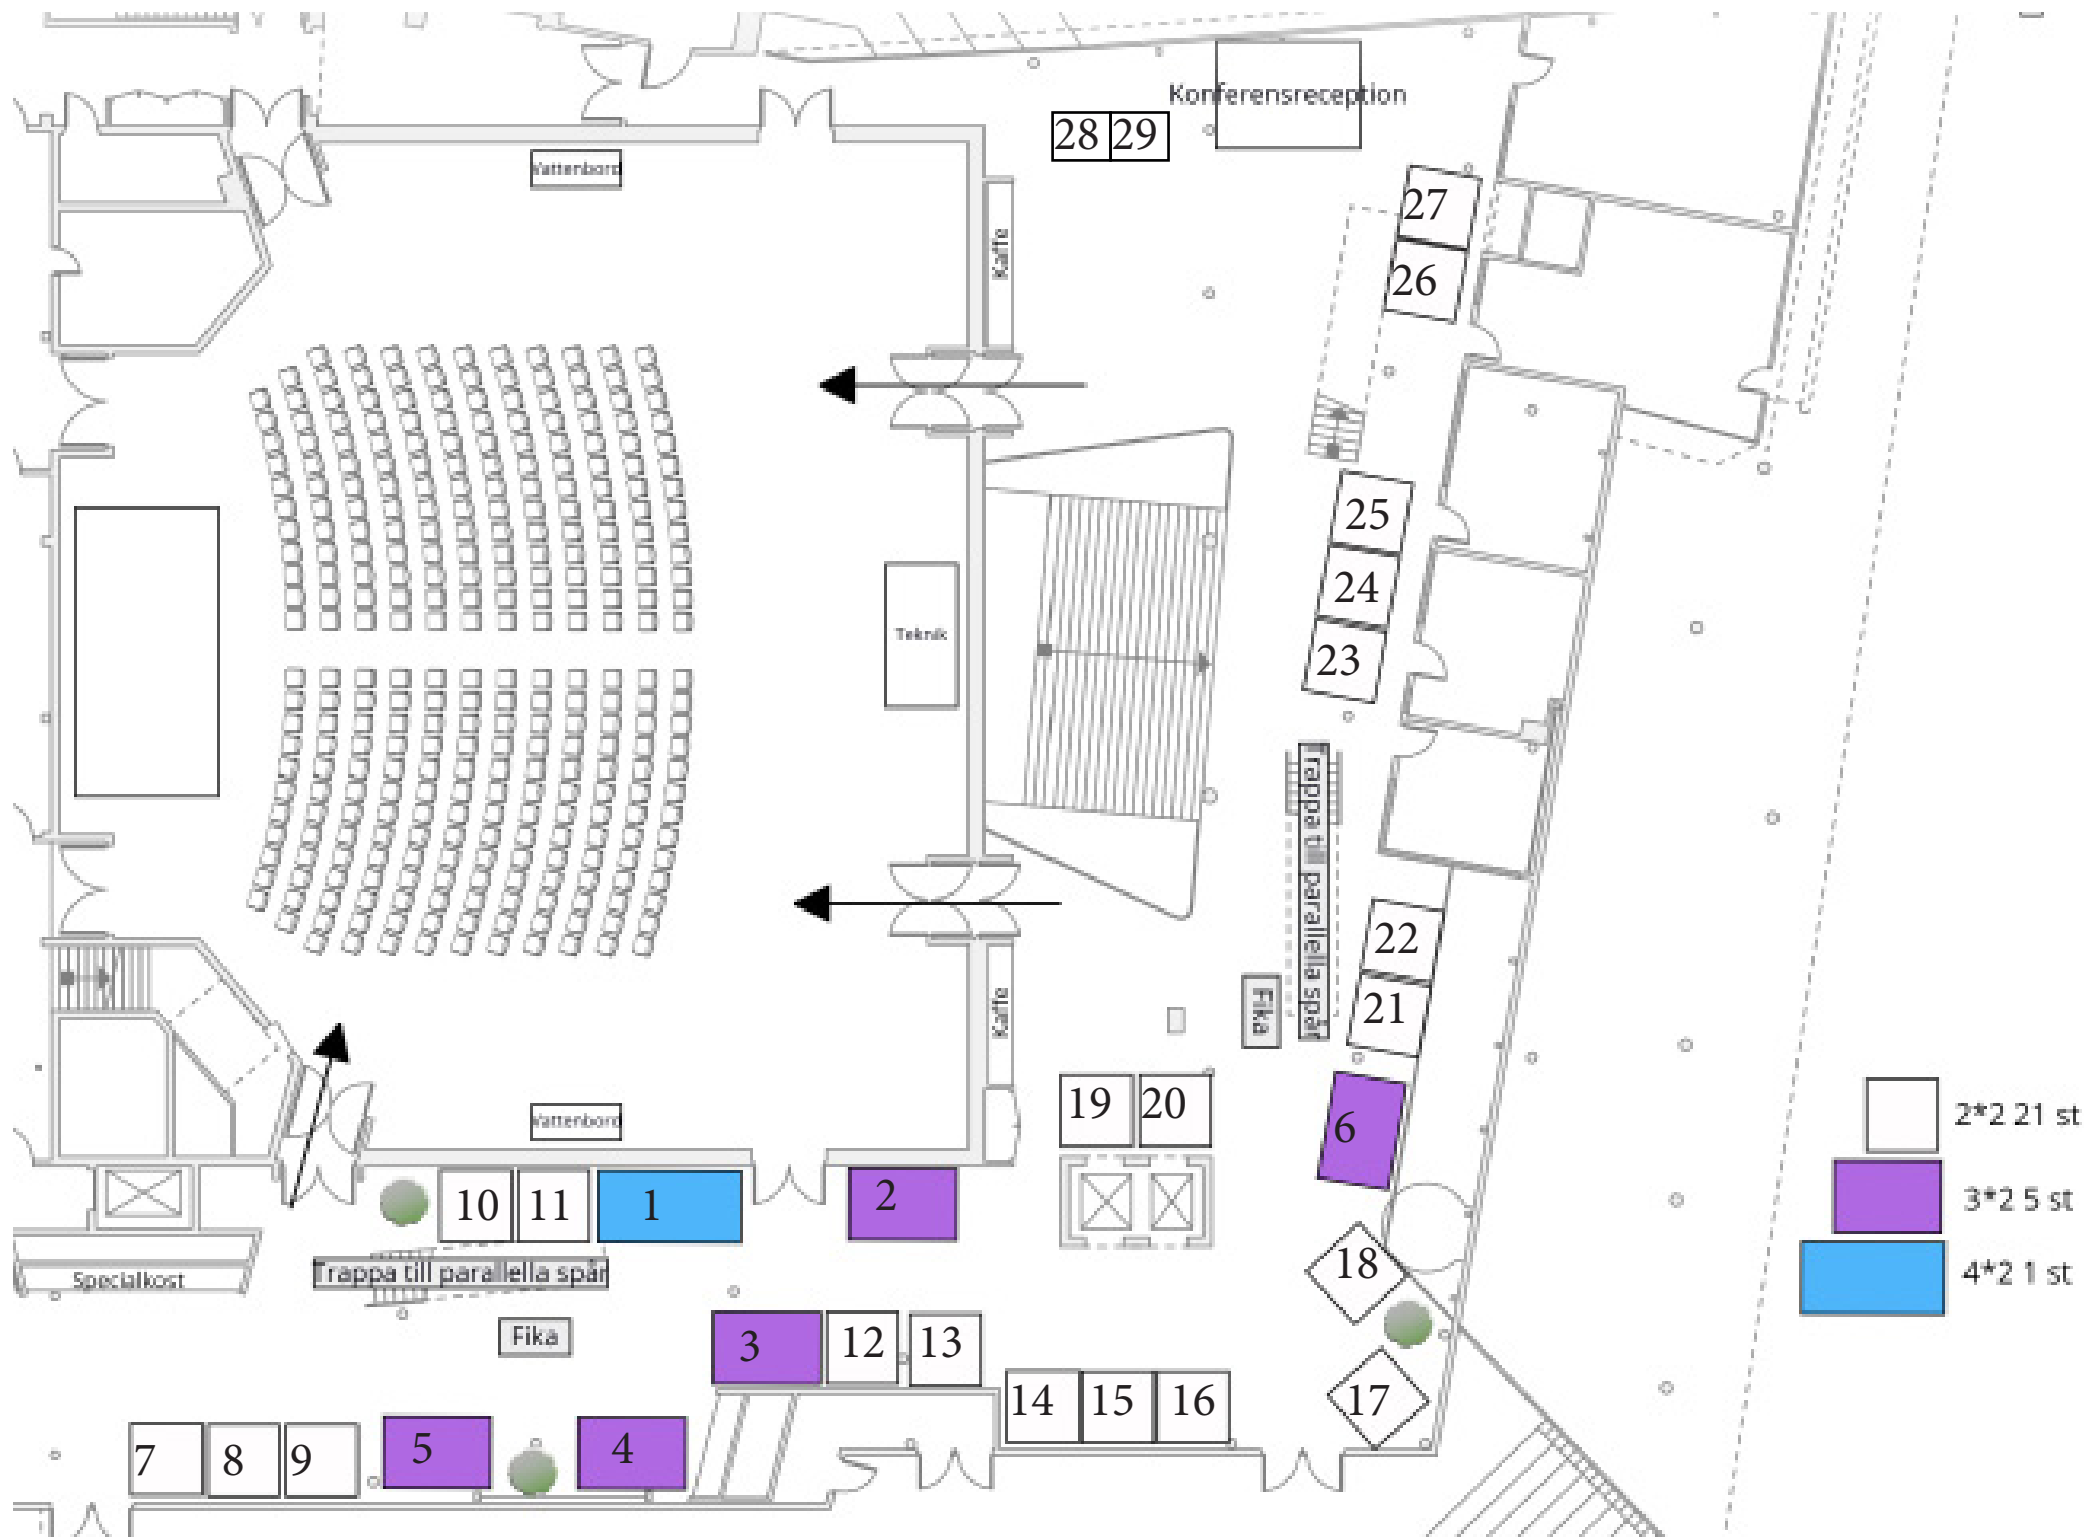 Konferensreception
28 29
Vattenbord
27
Kaffe
26
25
24
Teknik
23
Trappa till parallella spår
22
Fika
21
Kaffe
19 20
6
Vattenbord
2*2 21 st
10 11 1 2
3*2 5 st
18
Trappa till parallella spår
Specialkost
4*2 1 st
Fika
3 12 13
14 15 16 17
7 8 9 5 4